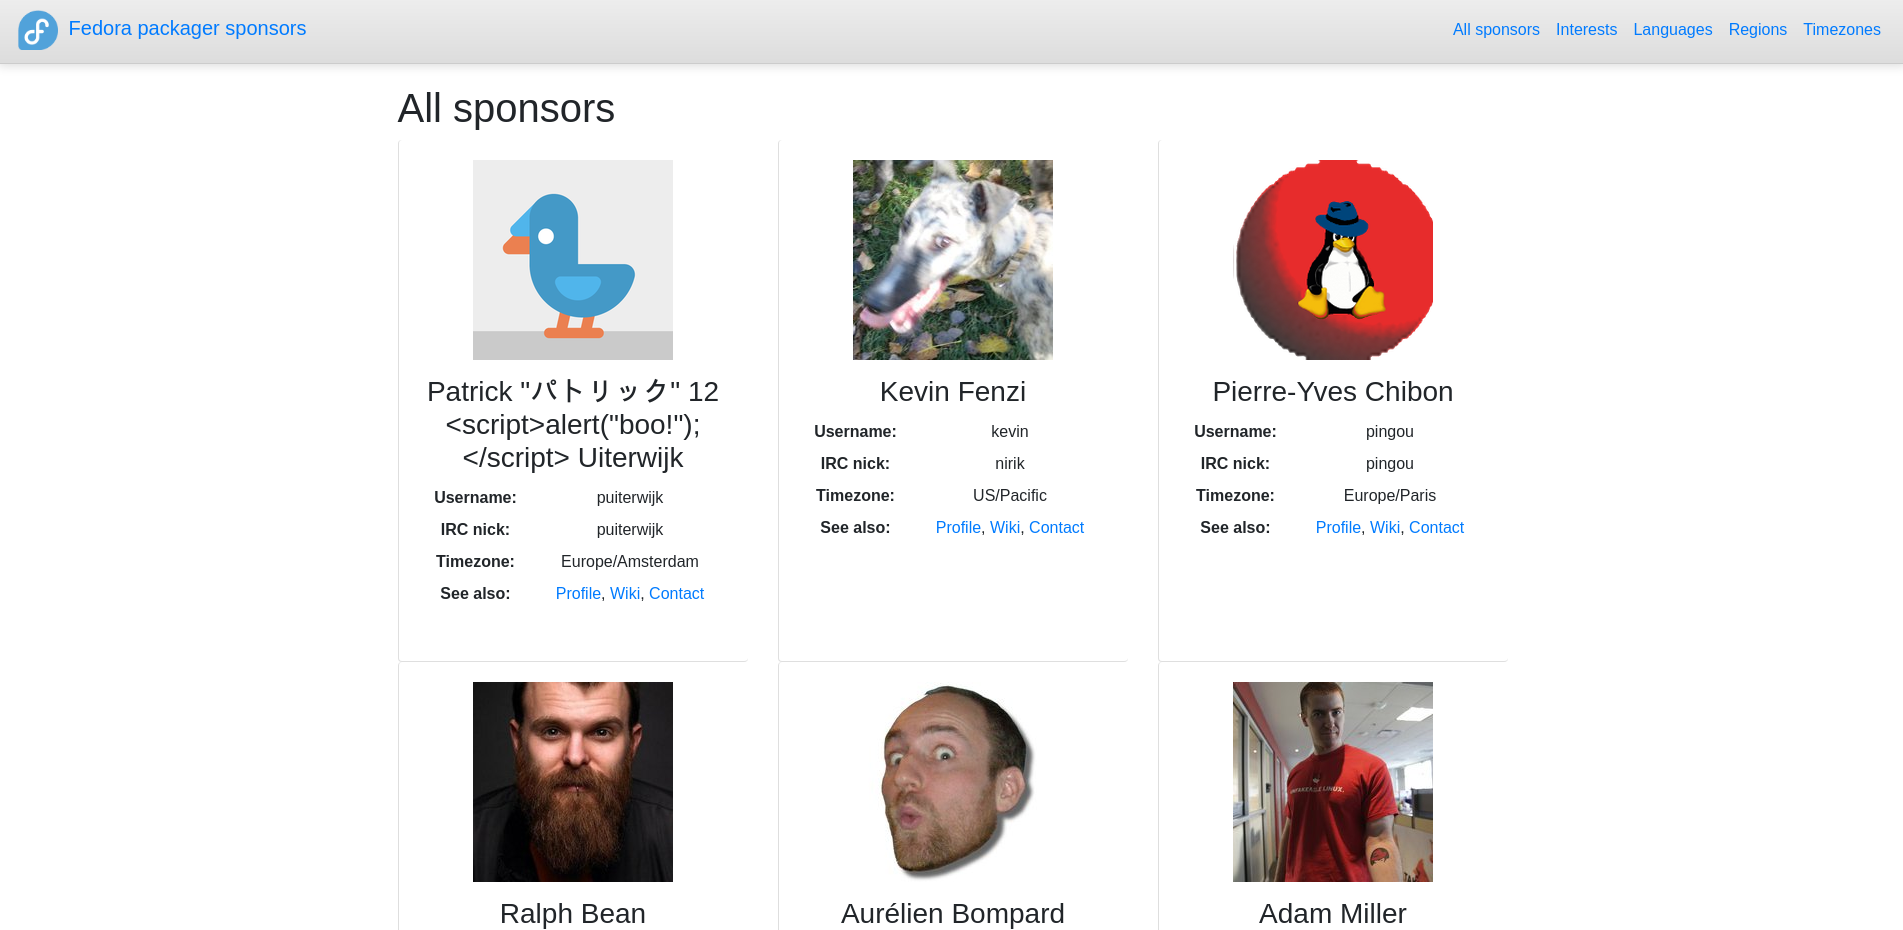 Fedora packager sponsors
All sponsors Interests Languages Regions Timezones
All sponsors
Patrick "パトリック" 12
<script>alert("boo!");
</script> Uiterwijk
Username: puiterwijk
IRC nick: puiterwijk
Timezone: Europe/Amsterdam
See also: Profile, Wiki, Contact
Kevin Fenzi
Username: kevin
IRC nick: nirik
Timezone: US/Pacific
See also: Profile, Wiki, Contact
Pierre-Yves Chibon
Username: pingou
IRC nick: pingou
Timezone: Europe/Paris
See also: Profile, Wiki, Contact
Ralph Bean
Aurélien Bompard
LINUX.
Adam Miller